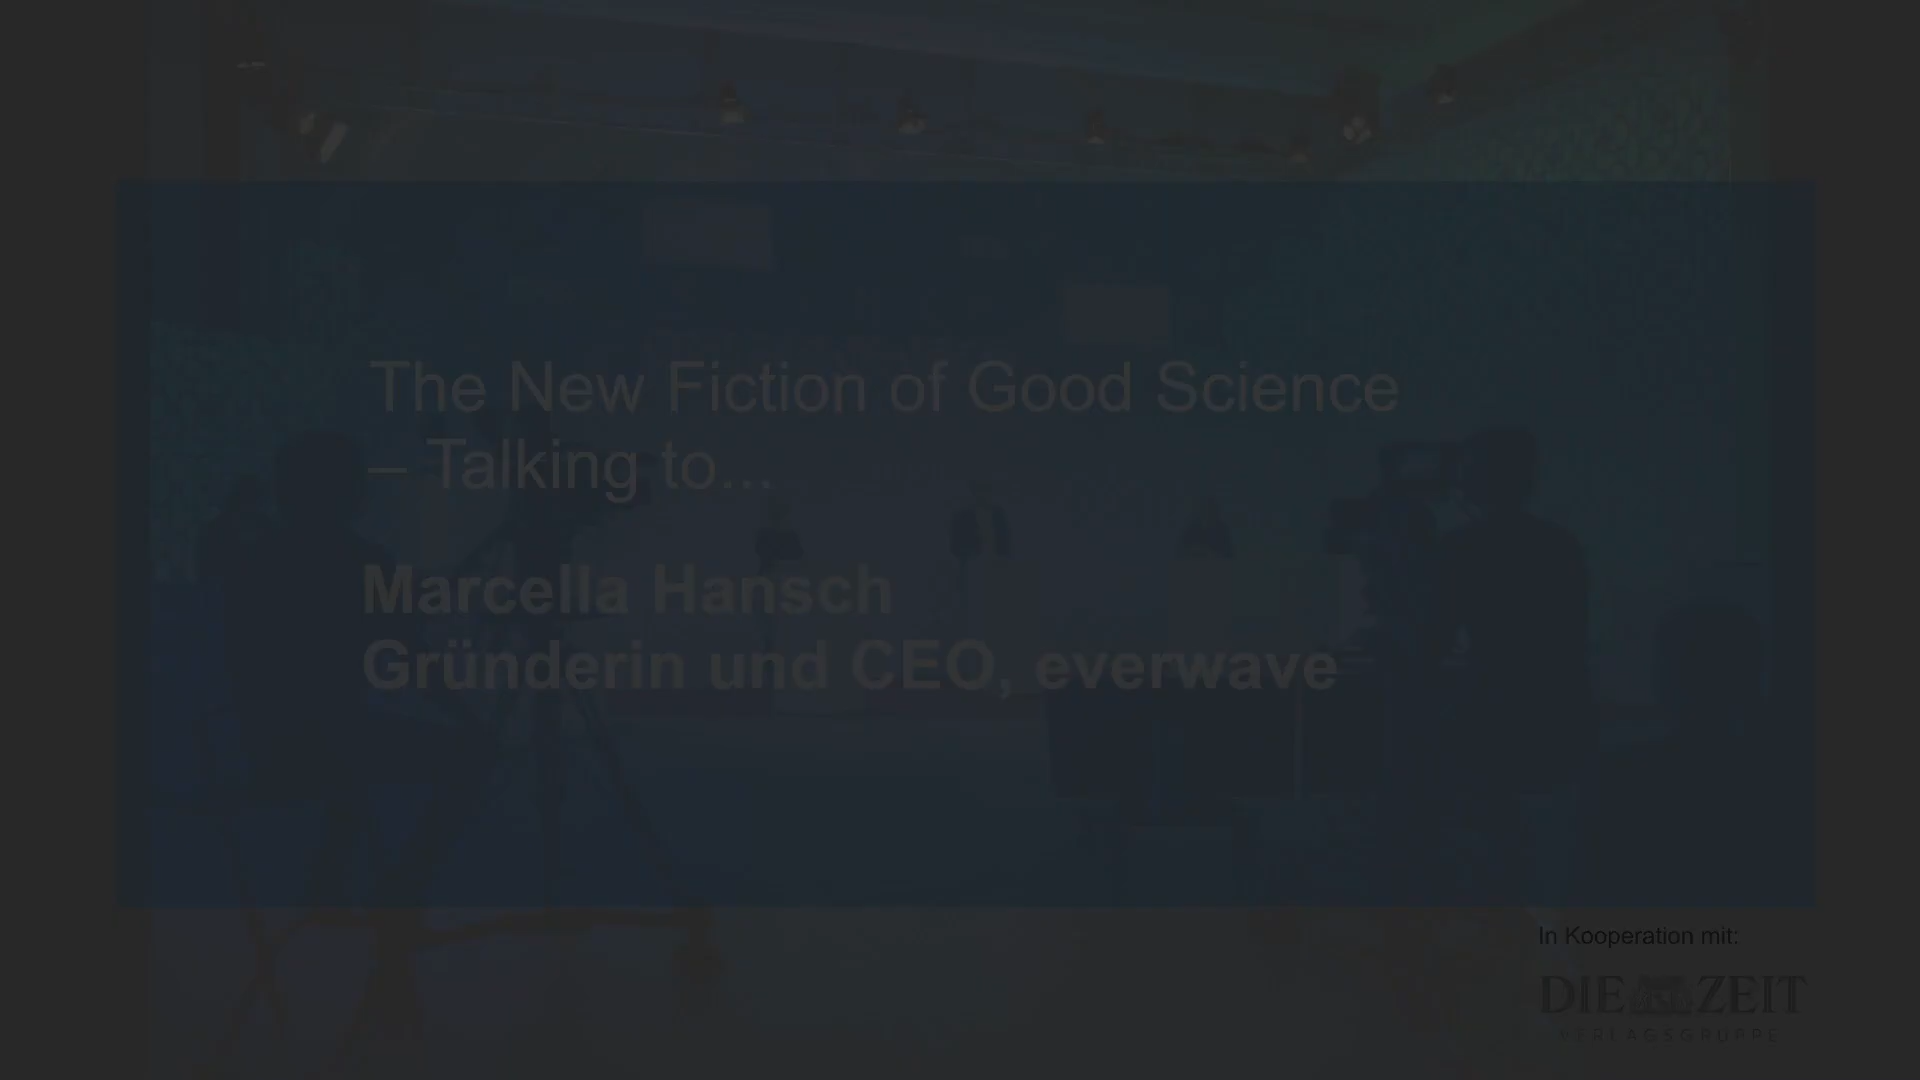 The New Fiction of Good Science
– Talking to...
Marcella Hansch
Gründerin und CEO, everwave
In Kooperation mit:
DIE ZEIT
VERLAGSGRUPPE